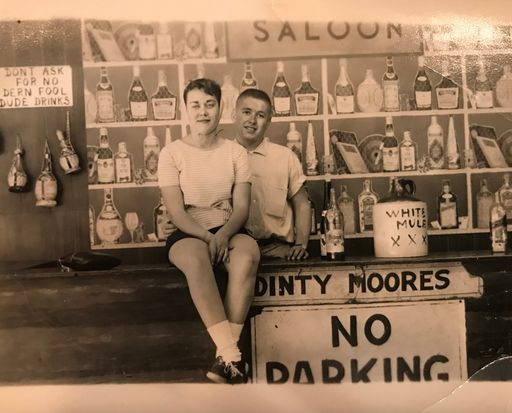 SALOON
DONT ASK
FOR NO
DERN FOOL
DUDE DRINKS
WHITE
MULE
XXX
DINTY MOORES
NO
PARKING